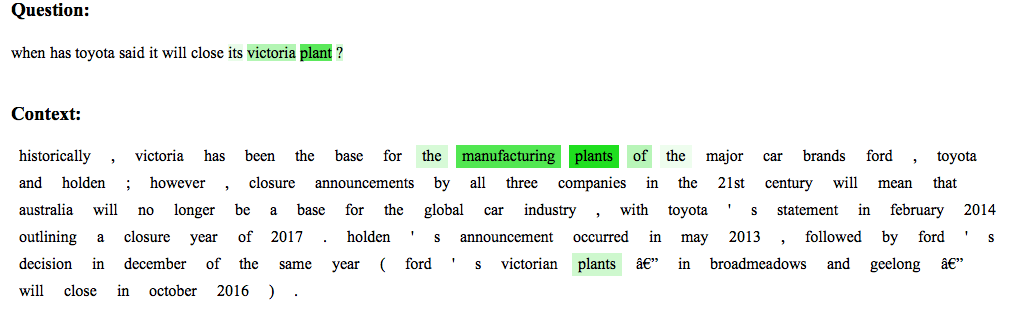 Question:
when has toyota said it will close its victoria plant ?
Context:
historically , victoria has been the base for the manufacturing plants of the major car brands ford , toyota
and holden ; however , closure announcements by all three companies in the 21st century will mean that
australia will no longer be a base for the global car industry , with toyota ' s statement in february 2014
outlining a closure year of 2017 . holden ' s announcement occurred in may 2013 , followed by ford ' s
decision in december of the same year ( ford ' s victorian plants â€” in broadmeadows and geelong â€”
will close in october 2016 ) .